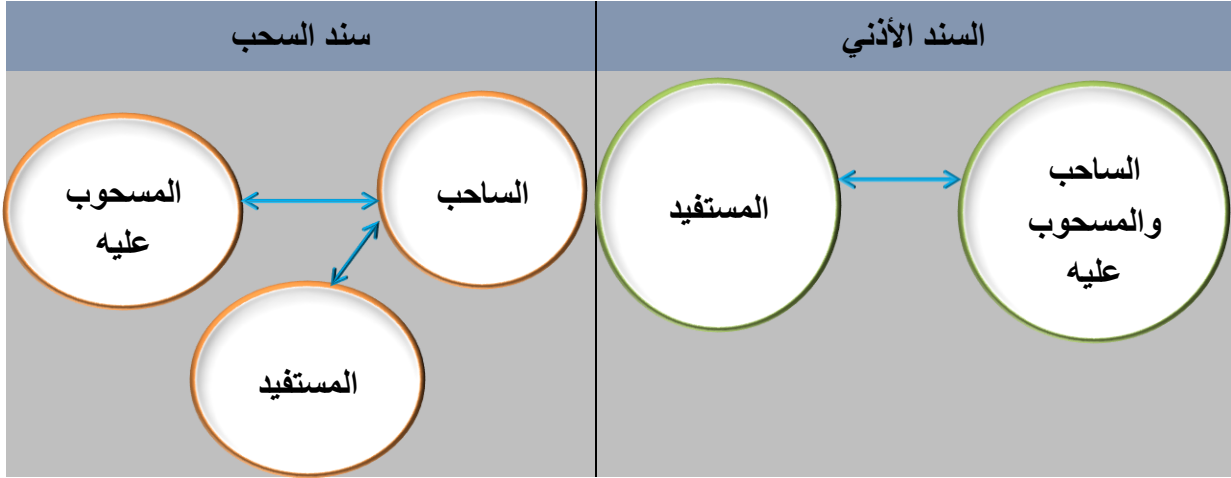 السند الأذني
سند السحب
الساحب
والمسحوب
عليه
المستفيد
الساحب
المسحوب
عليه
المستفيد